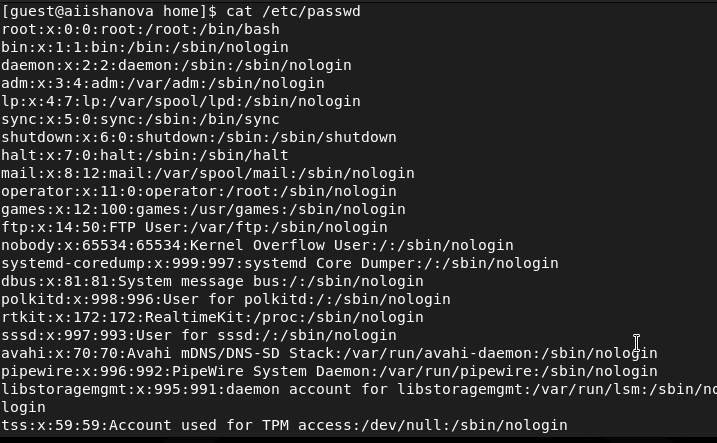 [guest@aiishanova home]$ cat /etc/passwd
root:x:0:0:root:/root:/bin/bash
bin:x:1:1:bin:/bin:/sbin/nologin
daemon:x:2:2:daemon:/sbin:/sbin/nologin
adm:x:3:4:adm:/var/adm:/sbin/nologin
lp:x:4:7:lp:/var/spool/lpd:/sbin/nologin
sync:x:5:0:sync:/sbin:/bin/sync
shutdown:x:6:0:shutdown:/sbin:/sbin/shutdown
halt:x:7:0:halt:/sbin:/sbin/halt
mail:x:8:12:mail:/var/spool/mail:/sbin/nologin
operator:x:11:0:operator:/root:/sbin/nologin
games:x:12:100:games:/usr/games:/sbin/nologin
ftp:x:14:50:FTP User:/var/ftp:/sbin/nologin
nobody:x:65534:65534:Kernel Overflow User:/:/sbin/nologin
systemd-coredump:x:999:997:systemd Core Dumper:/:/sbin/nologin
dbus:x:81:81:System message bus:/:/sbin/nologin
polkitd:x:998:996:User for polkitd:/:/sbin/nologin
rtkit:x:172:172:RealtimeKit:/proc:/sbin/nologin
sssd:x:997:993:User for sssd:/:/sbin/nologin
avahi:x:70:70:Avahi mDNS/DNS-SD Stack:/var/run/avahi-daemon:/sbin/nologin
pipewire:x:996:992:PipeWire System Daemon:/var/run/pipewire:/sbin/nologin
libstoragemgmt:x:995:991:daemon account for libstoragemgmt:/var/run/lsm:/sbin/no
login
tss:x:59:59:Account used for TPM access:/dev/null:/sbin/nologin